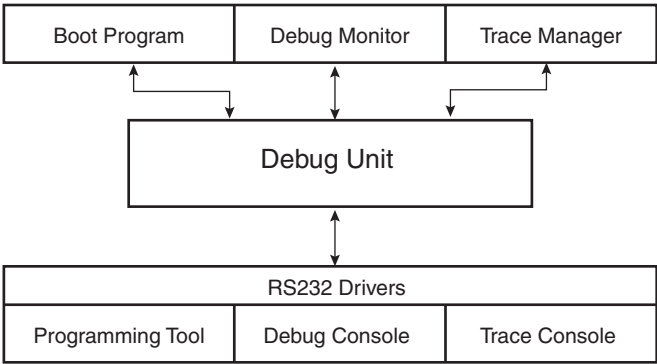 Boot Program
Debug Monitor
Trace Manager
Debug Unit
RS232 Drivers
Programming Tool
Debug Console
Trace Console